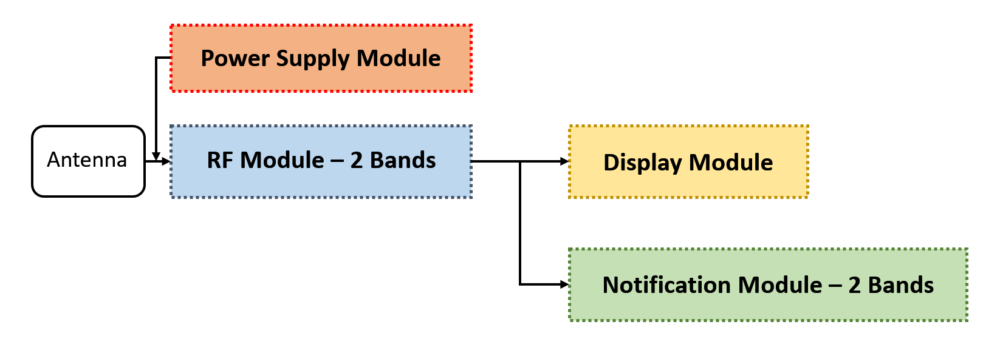 Power Supply Module
Antenna
RF Module – 2 Bands
Display Module
Notification Module – 2 Bands